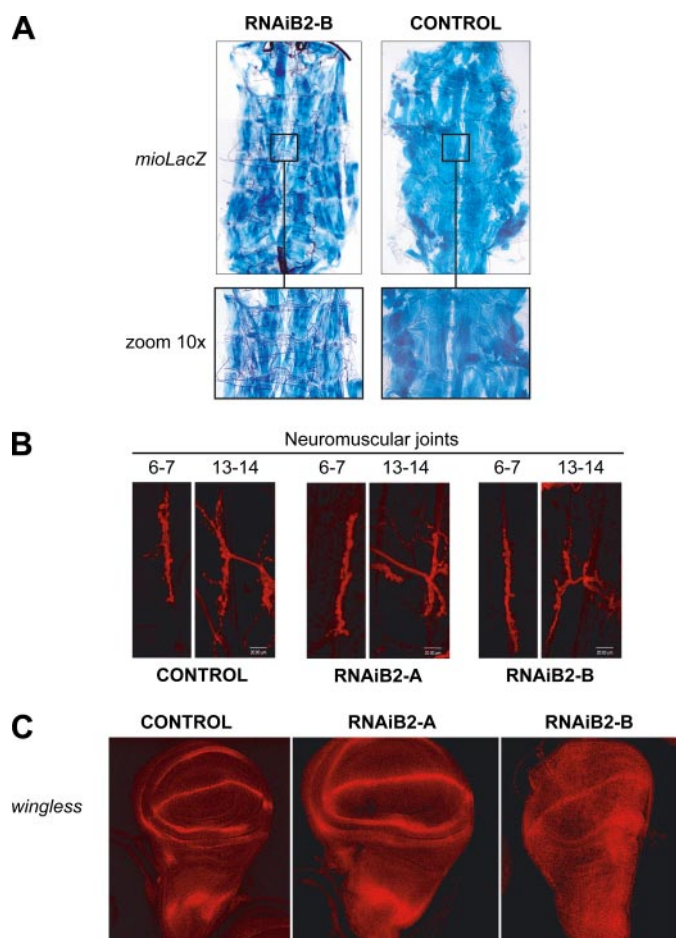 A
RNAiB2-B CONTROL
mioLacZ
zoom 10x
B
Neuromuscular joints
6-7 13-14 6-7 13-14 6-7 13-14
CONTROL RNAiB2-A RNAiB2-B
C
CONTROL RNAiB2-A RNAiB2-B
wingless